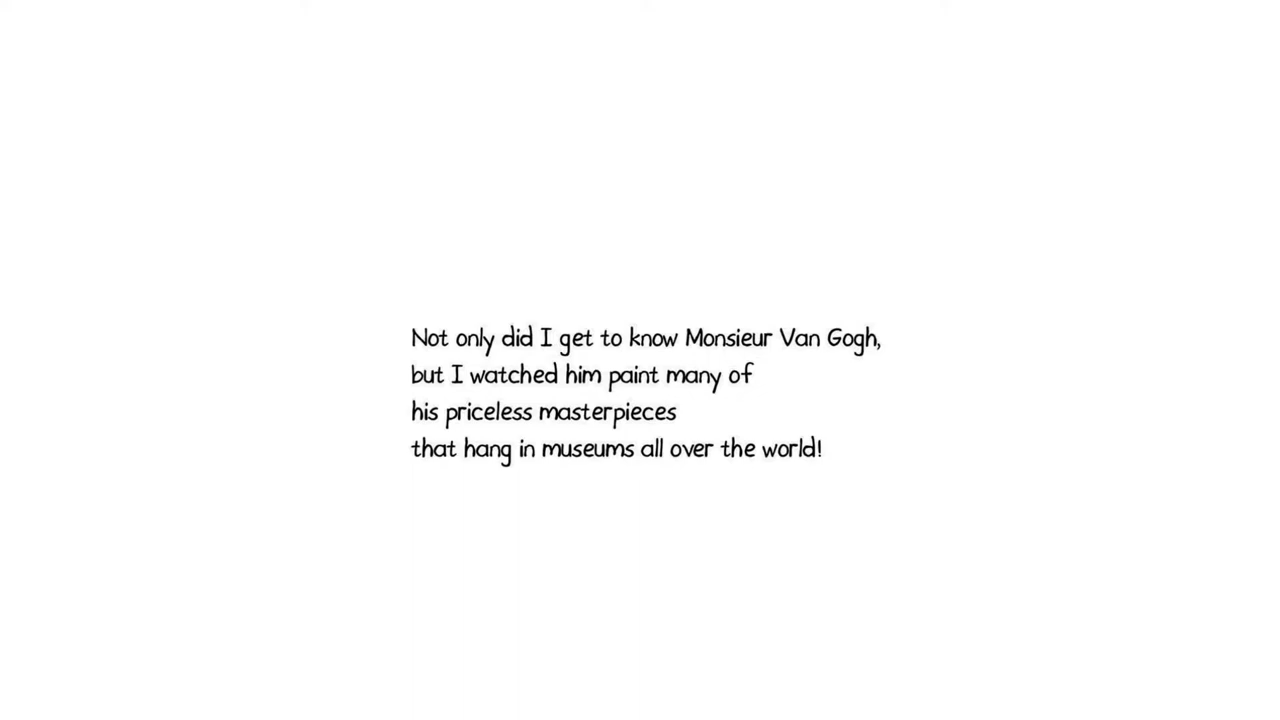 Not only did I get to know Monsieur Van Gogh,
but I watched him paint many of
his priceless masterpieces
that hang in museums all over the world!